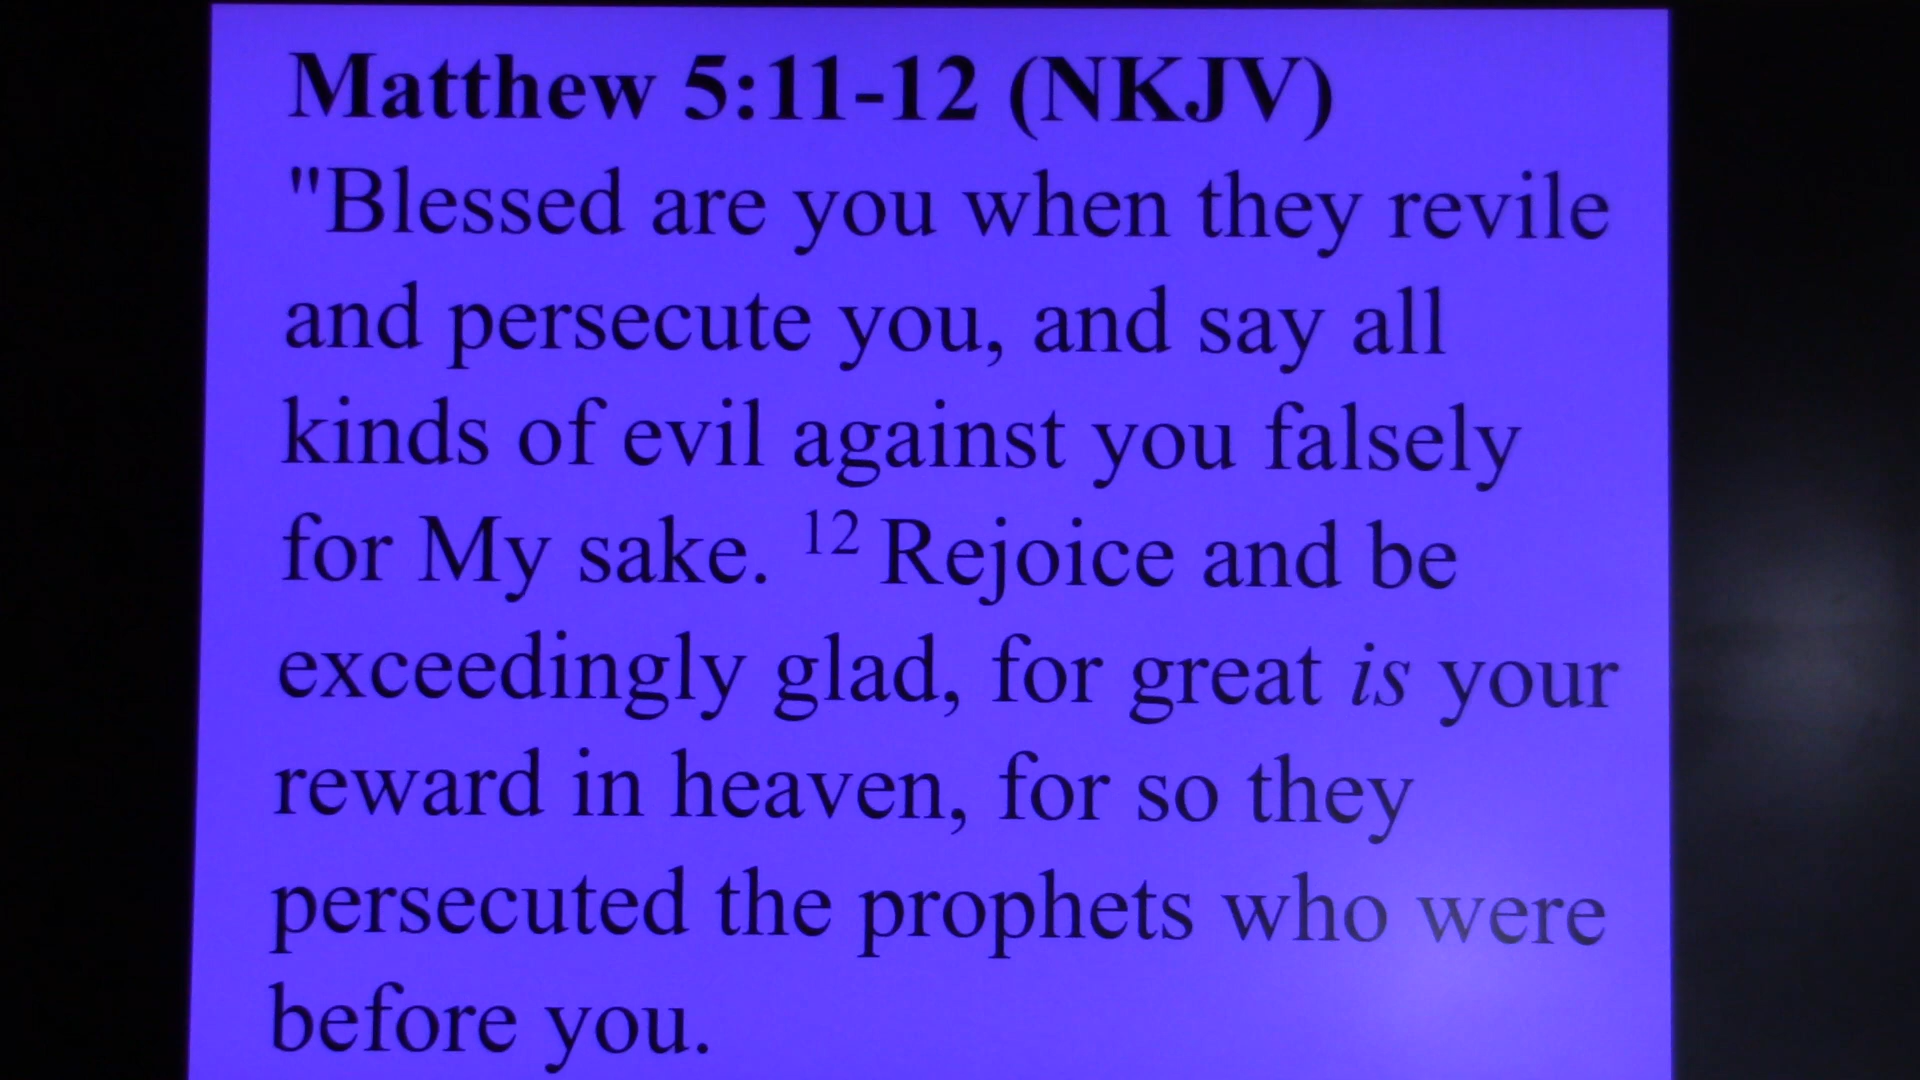 Matthew 5:11-12 (NKJV)
"Blessed are you when they revile
and persecute you, and say all
kinds of evil against you falsely
for My sake. 12 Rejoice and be
exceedingly glad, for great is your
reward in heaven, for so they
persecuted the prophets who were
before you.